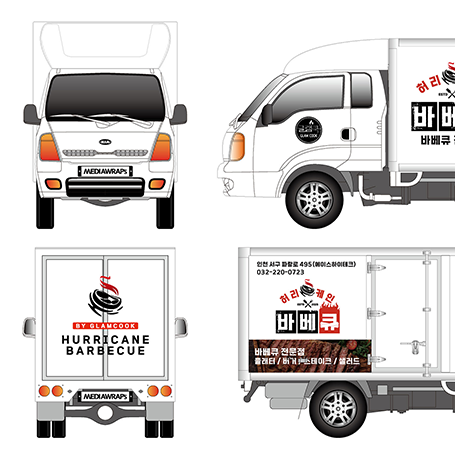 KIA
MEDIAWRAPS
GLAM COOK
허리
바베
바베큐
BY GLAMCOOK
HURRICANE
BARBECUE
MEDIAWRAPS
인천 서구 파랑로 495(에이스하이테크)
032-220-0723
허리케인
바베큐
바베큐 전문점
플레터 / 버거 / 스테이크 / 샐러드